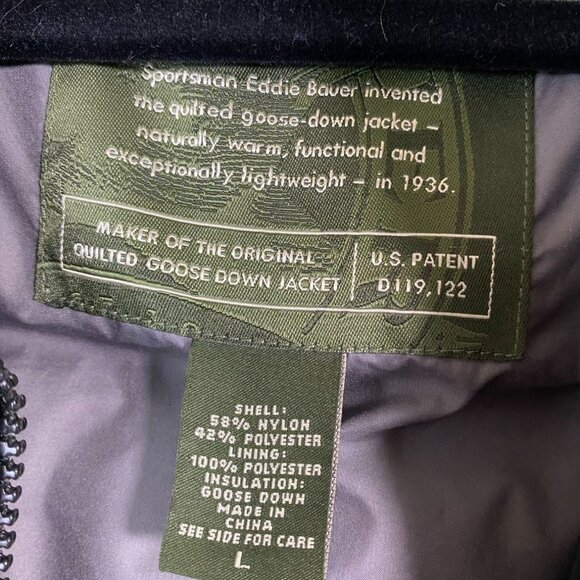 Sportsman Eddie Bauer invented
the quilted goose-down jacket –
naturally warm, functional and
exceptionally lightweight – in 1936.
MAKER OF THE ORIGINAL
QUILTED GOOSE DOWN JACKET
U.S. PATENT
D119,122
SHELL:
58% NYLON
42% POLYESTER
LINING:
100% POLYESTER
INSULATION:
GOOSE DOWN
MADE IN
CHINA
SEE SIDE FOR CARE
L